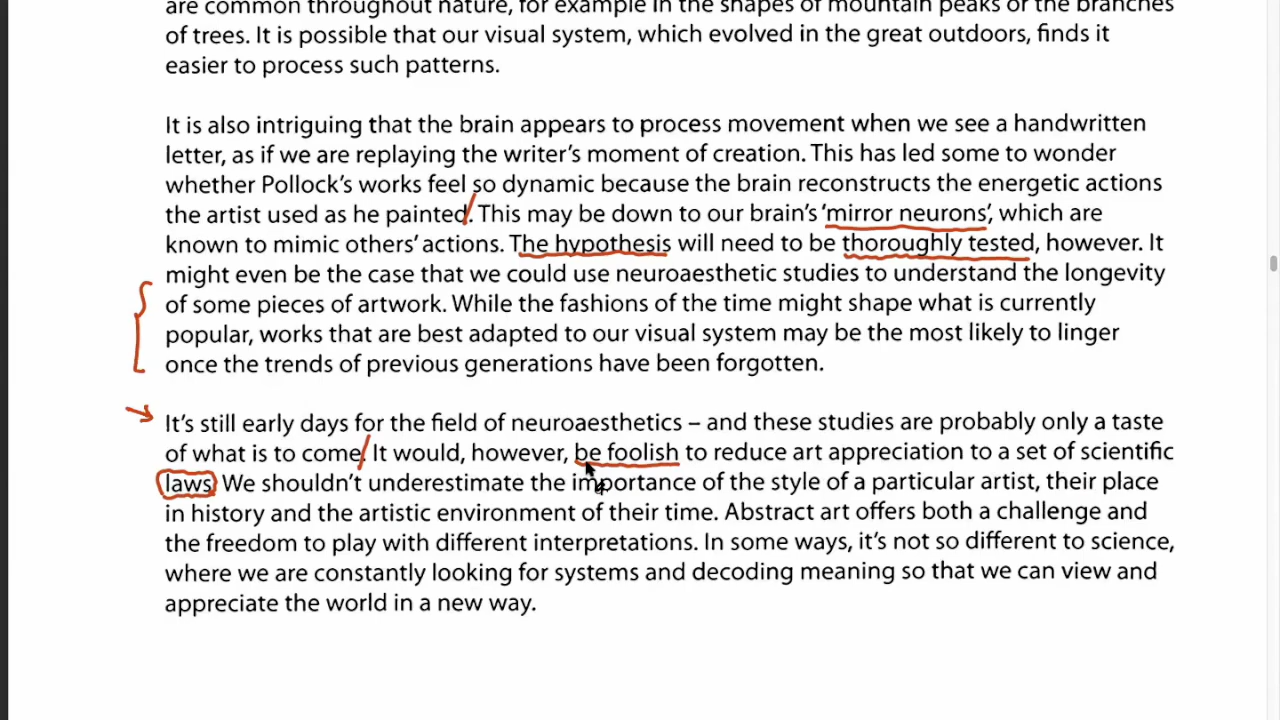 are common throughout nature, for example in the shapes of mountain peaks or the branches
of trees. It is possible that our visual system, which evolved in the great outdoors, finds it
easier to process such patterns.
It is also intriguing that the brain appears to process movement when we see a handwritten
letter, as if we are replaying the writer's moment of creation. This has led some to wonder
whether Pollock's works feel so dynamic because the brain reconstructs the energetic actions
the artist used as he painted. This may be down to our brain's 'mirror neurons', which are
known to mimic others' actions. The hypothesis will need to be thoroughly tested, however. It
might even be the case that we could use neuroaesthetic studies to understand the longevity
of some pieces of artwork. While the fashions of the time might shape what is currently
popular, works that are best adapted to our visual system may be the most likely to linger
once the trends of previous generations have been forgotten.
It's still early days for the field of neuroaesthetics – and these studies are probably only a taste
of what is to come. It would, however, be foolish to reduce art appreciation to a set of scientific
laws. We shouldn't underestimate the importance of the style of a particular artist, their place
in history and the artistic environment of their time. Abstract art offers both a challenge and
the freedom to play with different interpretations. In some ways, it's not so different to science,
where we are constantly looking for systems and decoding meaning so that we can view and
appreciate the world in a new way.